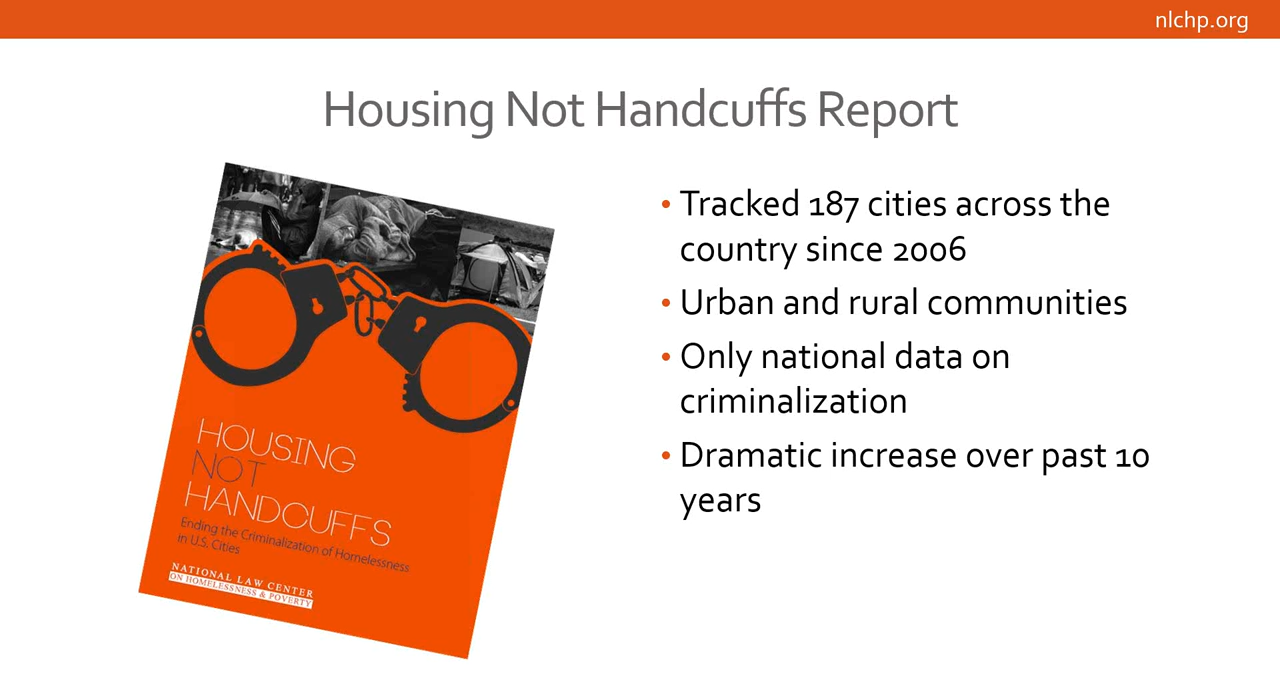 nlchp.org
Housing Not Handcuffs Report
• Tracked 187 cities across the
country since 2006
• Urban and rural communities
• Only national data on
criminalization
• Dramatic increase over past 10
years
HOUSING
NOT
HANDCUFFS
Ending the Criminalization of Homelessness
in U.S. Cities
NATIONAL LAW CENTER
ON HOMELESSNESS & POVERTY